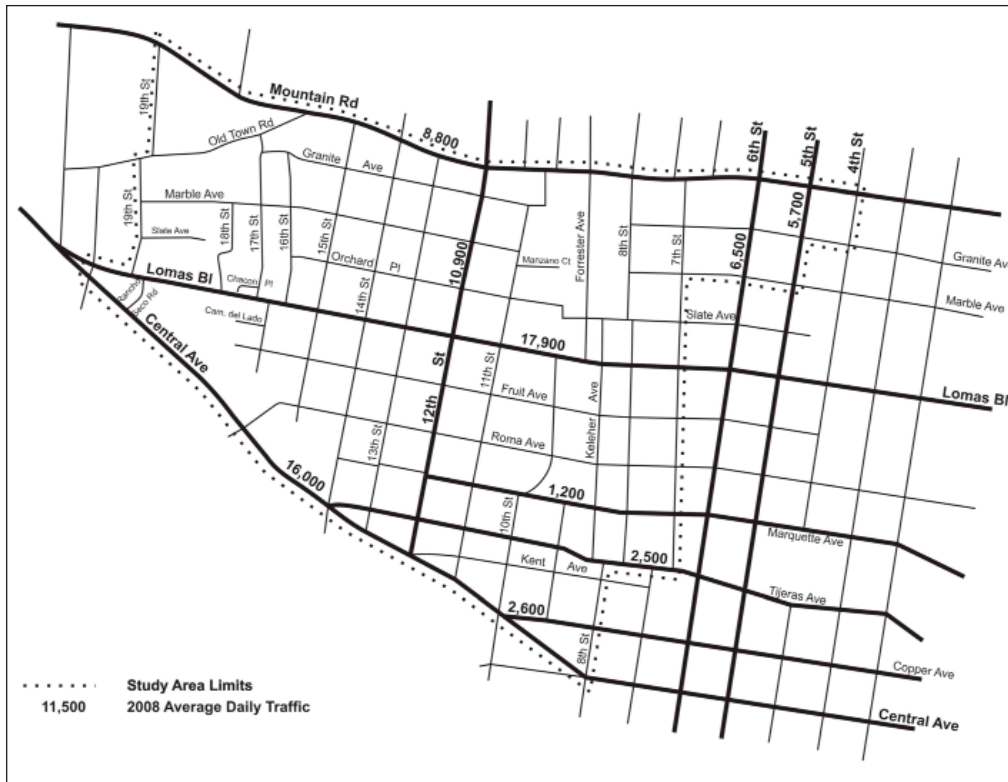 Mountain Rd
8,800
19th St
Old Town Rd
Granite Ave
6th St
5th St
4th St
5,700
Marble Ave
19th St
Slate Ave
18th St
17th St
16th St
15th St
Orchard Pl
14th St
10,900
Manzano Ct.
Forrester Ave
8th St
7th St
6,500
Granite Av
Marble Ave
Slate Ave
Lomas Bl
Chacon Pl
Rancho Seco Rd
Cam. del Lado
Central Ave
17,900
Lomas Bl
12th St
11th St
Fruit Ave
Keleher Ave
Roma Ave
13th St
16,000
1,200
10th St
Marquette Ave
Kent Ave
2,500
Tijeras Ave
2,600
8th St
Copper Ave
Central Ave
Study Area Limits
11,500 2008 Average Daily Traffic